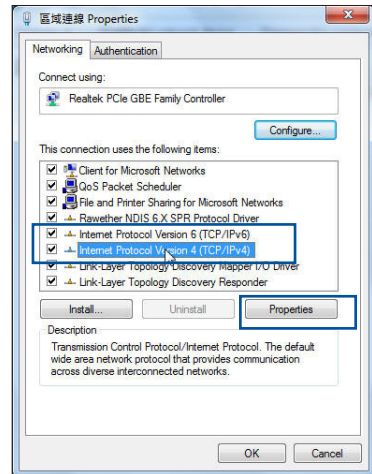 區域連線 Properties
Networking Authentication
Connect using:
Realtek PCIe GBE Family Controller
Configure...
This connection uses the following items:
Client for Microsoft Networks
QoS Packet Scheduler
File and Printer Sharing for Microsoft Networks
Rawether NDIS 6.X SPR Protocol Driver
Internet Protocol Version 6 (TCP/IPv6)
Internet Protocol Version 4 (TCP/IPv4)
Link-Layer Topology Discovery Mapper I/O Driver
Link-Layer Topology Discovery Responder
Install... Uninstall Properties
Description
Transmission Control Protocol/Internet Protocol. The default
wide area network protocol that provides communication
across diverse interconnected networks.
OK Cancel